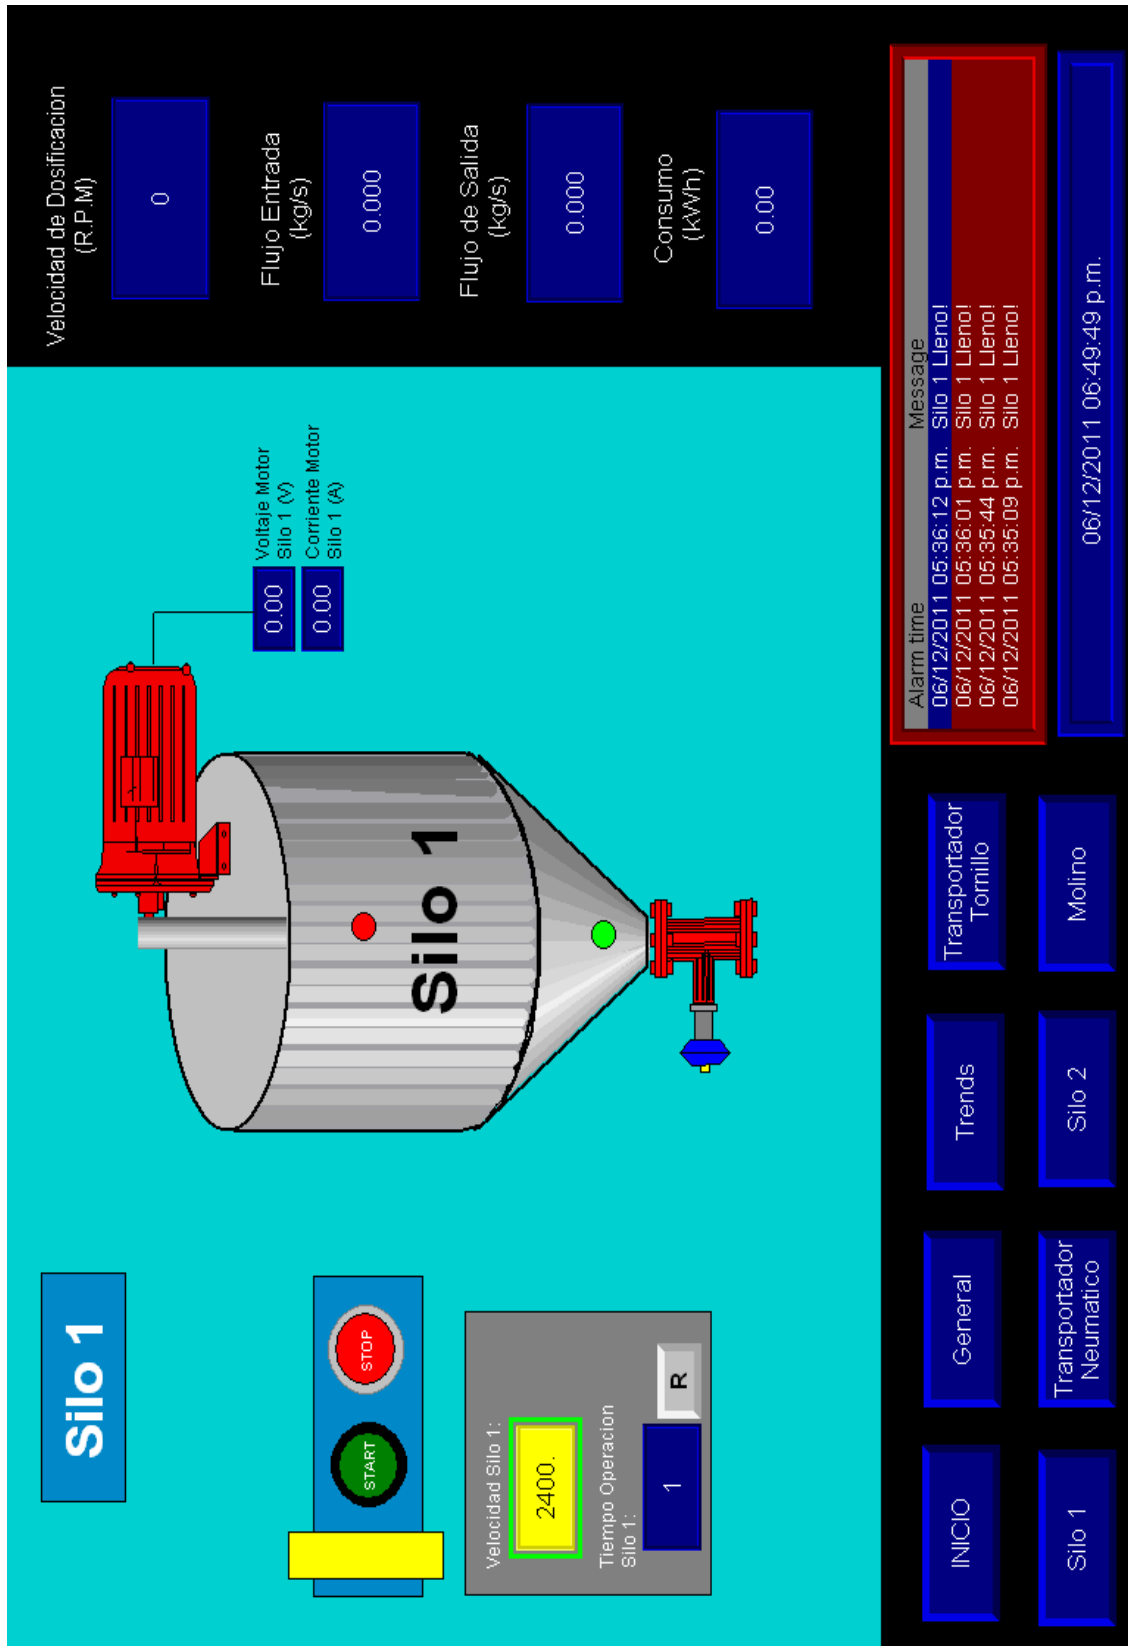 Silo 1
START
STOP
Velocidad Silo 1:
2400.
Tiempo Operacion
Silo 1:
1
R
Silo 1
Voltaje Motor
Silo 1 (V)
0.00
Corriente Motor
Silo 1 (A)
0.00
Velocidad de Dosificacion
(R.P.M)
0
Flujo Entrada
(kg/s)
0.000
Flujo de Salida
(kg/s)
0.000
Consumo
(kWh)
0.00
INICIO
General
Trends
Transportador
Tornillo
Silo 1
Transportador
Neumatico
Silo 2
Molino
Alarm time Message
06/12/2011 05:36:12 p.m. Silo 1 Lleno!
06/12/2011 05:36:01 p.m. Silo 1 Lleno!
06/12/2011 05:35:44 p.m. Silo 1 Lleno!
06/12/2011 05:35:09 p.m. Silo 1 Lleno!
06/12/2011 06:49:49 p.m.